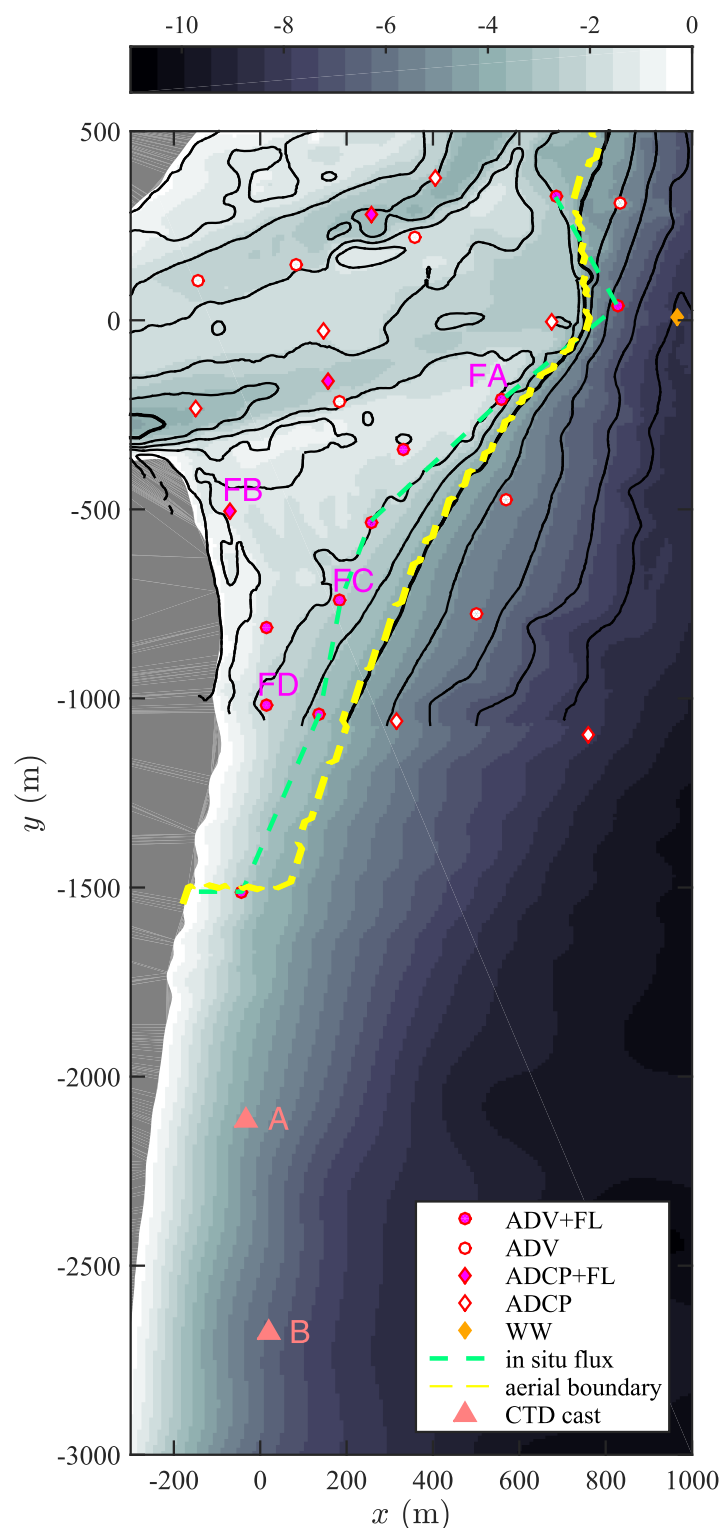 -10 -8 -6 -4 -2 0
500
0
-500
-1000
-1500
-2000
-2500
-3000
y (m)
FA
FB
FC
FD
A
B
ADV+FL
ADV
ADCP+FL
ADCP
WW
in situ flux
aerial boundary
CTD cast
-200 0 200 400 600 800 1000
x (m)